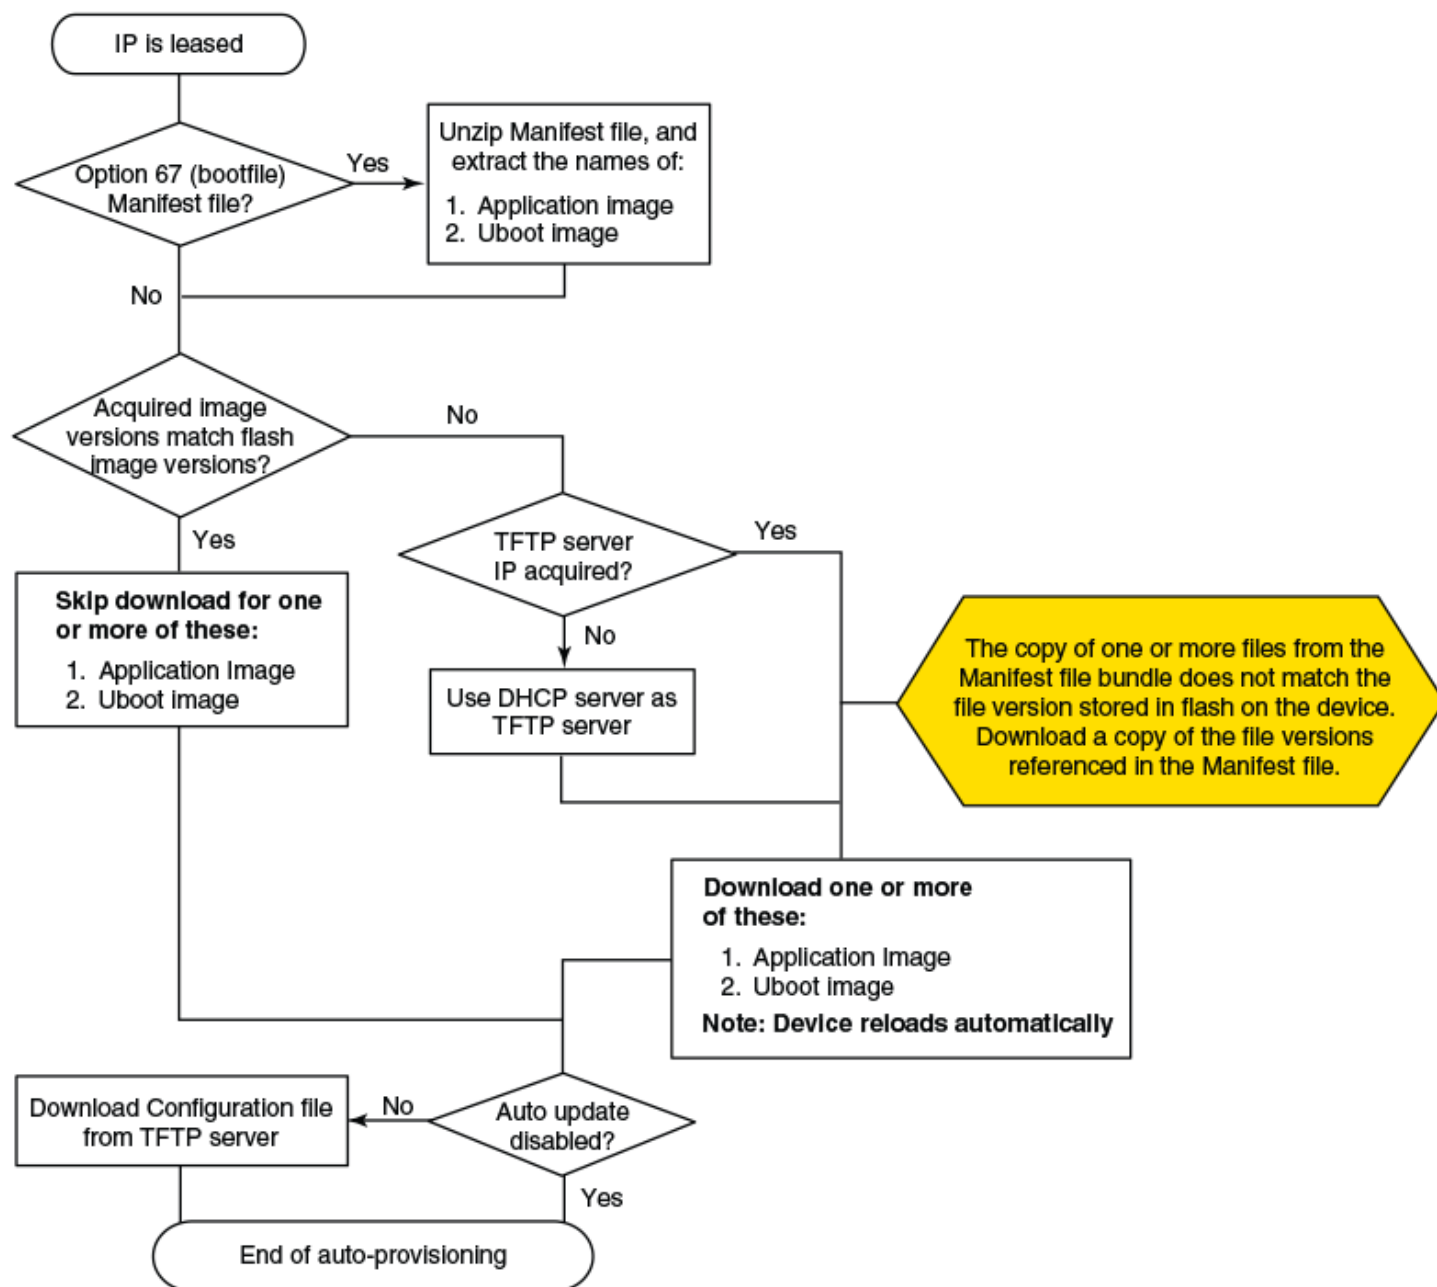 IP is leased
Option 67 (bootfile)
Manifest file?
Yes
Unzip Manifest file, and
extract the names of:
1. Application image
2. Uboot image
No
Acquired image
versions match flash
image versions?
No
Yes
TFTP server
IP acquired?
Yes
No
Skip download for one
or more of these:
1. Application Image
2. Uboot image
Use DHCP server as
TFTP server
The copy of one or more files from the
Manifest file bundle does not match the
file version stored in flash on the device.
Download a copy of the file versions
referenced in the Manifest file.
Download one or more
of these:
1. Application Image
2. Uboot image
Note: Device reloads automatically
Download Configuration file
from TFTP server
No
Auto update
disabled?
Yes
End of auto-provisioning